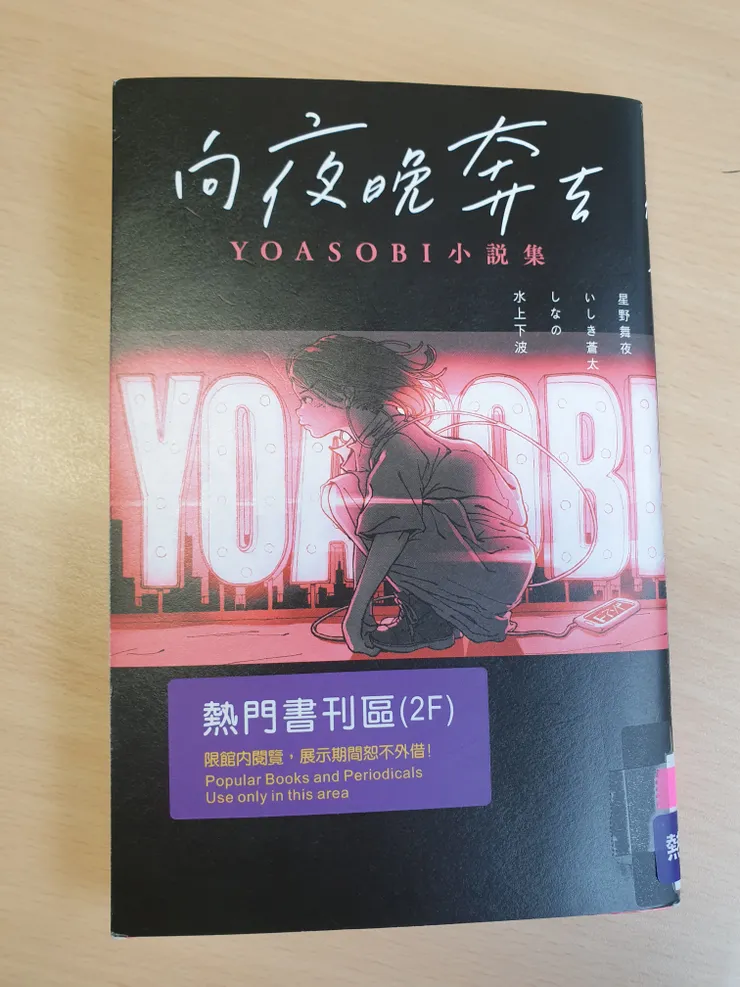 向夜晚奔去
YOASOBI小說集
星野舞夜
いしき蒼太
しなの
水上下波
YOASOBI
熱門書刊區(2F)
限館內閱覽，展示期間恕不外借!
Popular Books and Periodicals
Use only in this area
熱